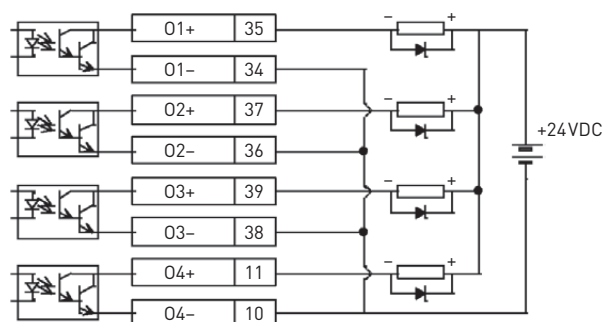 O1+ 35 − +
O1− 34
O2+ 37 − +
O2− 36
+24VDC
O3+ 39 − +
O3− 38
O4+ 11 − +
O4− 10